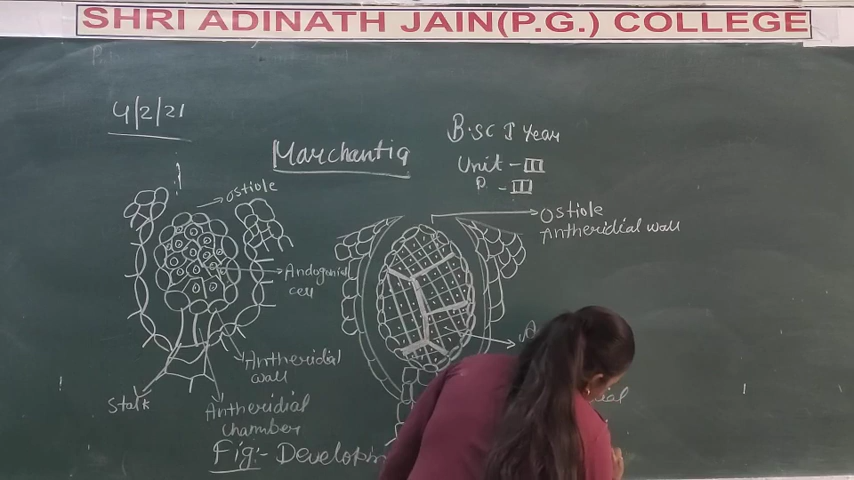 SHRI ADINATH JAIN(P.G.) COLLEGE
4/2/21
Marchantia
B.SC I Year
Unit - III
P. - III
Ostiole
Androgonial
cell
Antheridial
wall
Stalk
Antheridial
chamber
Ostiole
Antheridial wall
Fig:- Develop